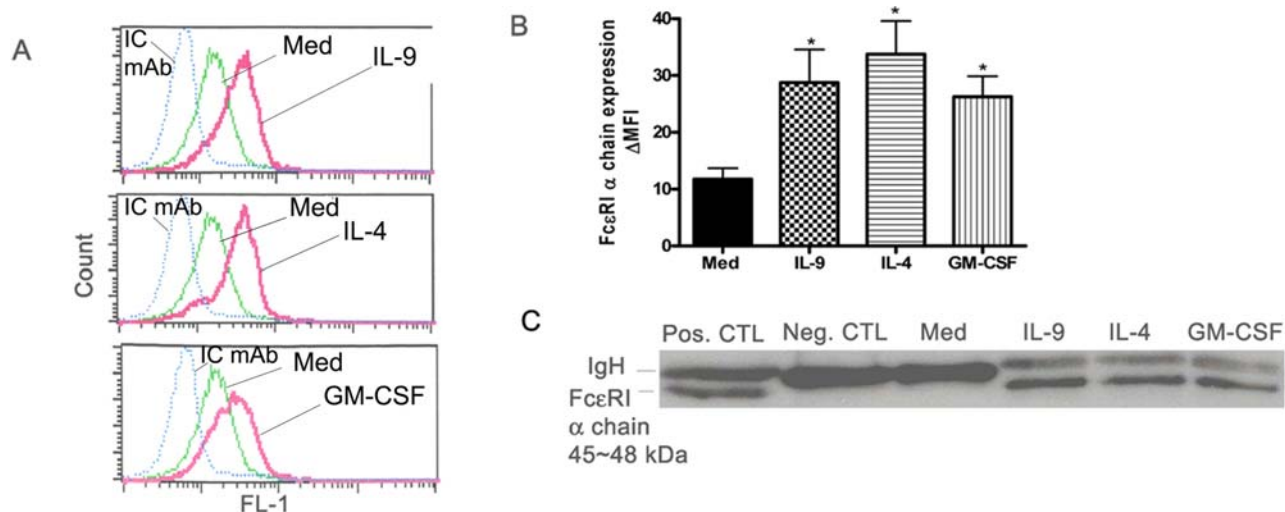 A
IC
mAb
Med
IL-9
IC mAb
Med
IL-4
IC mAb
Med
GM-CSF
Count
FL-1
B
FcεRI α chain expression
ΔMFI
40
30
20
10
0
Med IL-9 IL-4 GM-CSF
* * *
C
Pos. CTL Neg. CTL Med IL-9 IL-4 GM-CSF
IgH
FcεRI
α chain
45~48 kDa